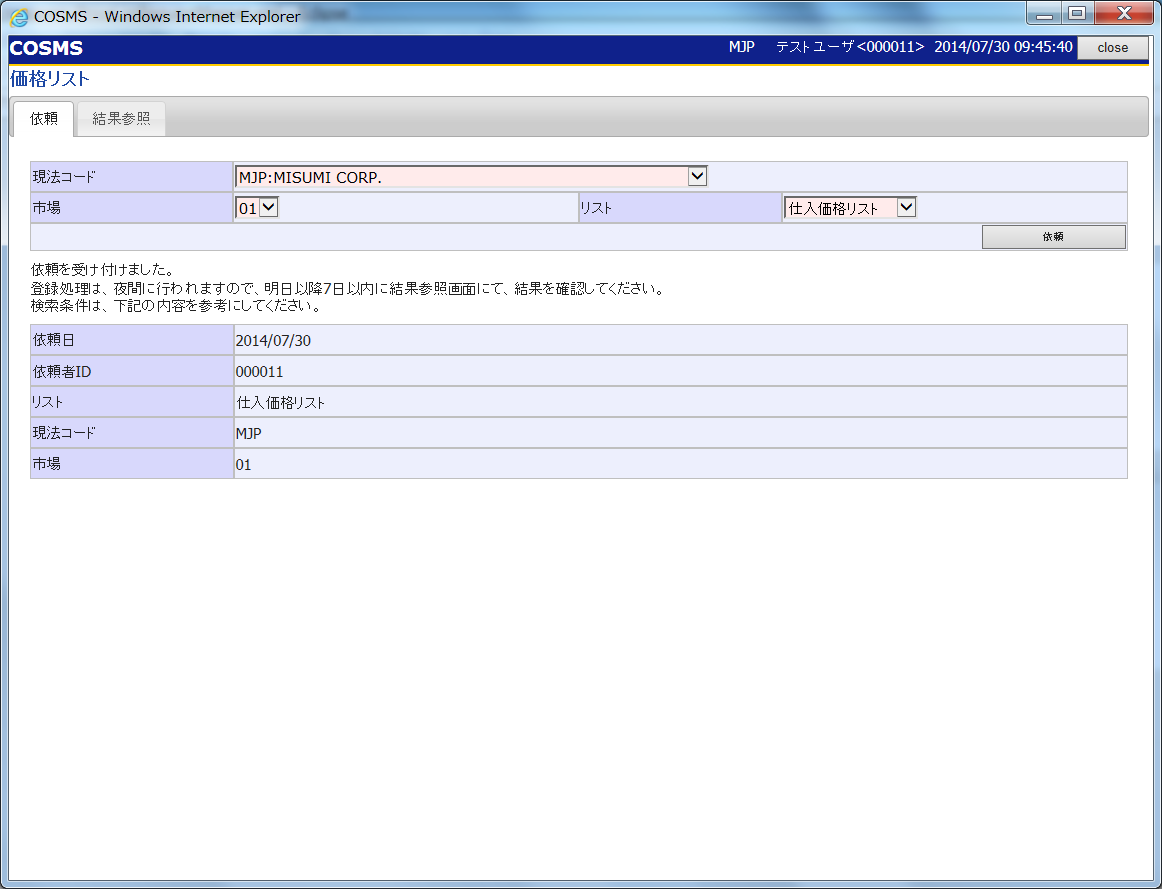 COSMS - Windows Internet Explorer
COSMS MJP テストユーザ<000011> 2014/07/30 09:45:40 close
価格リスト
依頼 結果参照
現法コード MJP:MISUMI CORP.
市場 01 リスト 仕入価格リスト
依頼
依頼を受け付けました。
登録処理は、夜間に行われますので、明日以降7日以内に結果参照画面にて、結果を確認してください。
検索条件は、下記の内容を参考にしてください。
依頼日 2014/07/30
依頼者ID 000011
リスト 仕入価格リスト
現法コード MJP
市場 01